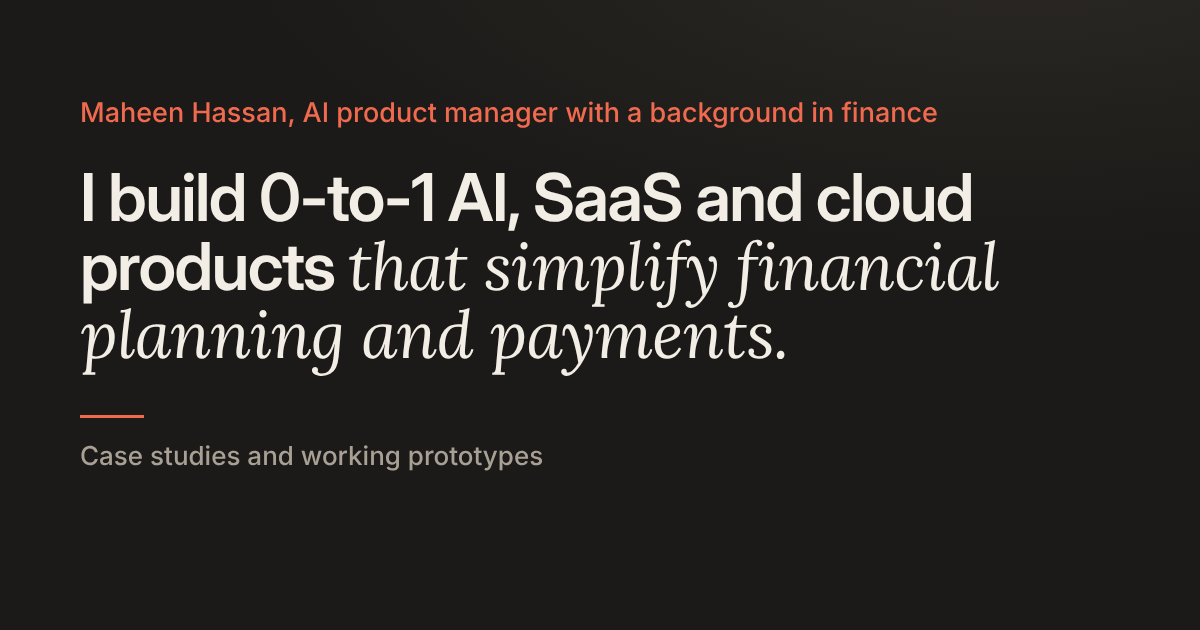 Maheen Hassan, AI product manager with a background in finance
I build 0-to-1 AI, SaaS and cloud
products that simplify financial
planning and payments.
Case studies and working prototypes